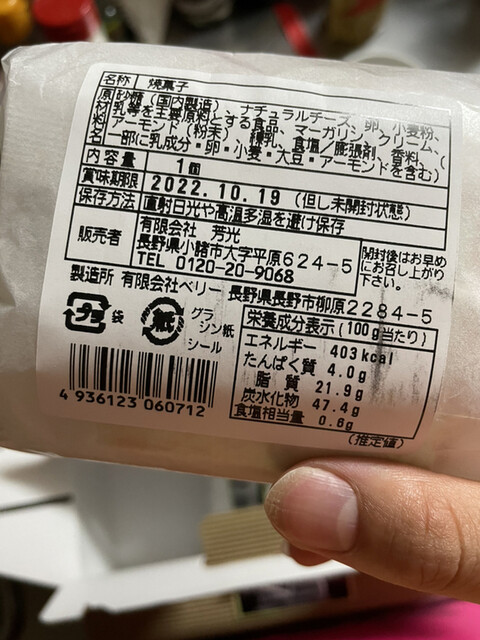 名称 焼菓子
原材料名 砂糖(国内製造)、ナチュラルチーズ、卵、小麦粉、
乳等を主要原料とする食品、マーガリン、クリーム、
アーモンド(粉末)、練乳、食塩/膨張剤、香料、
(一部に乳成分・卵・小麦・大豆・アーモンドを含む)
内容量 1個
賞味期限 2022.10.19 (但し未開封状態)
保存方法 直射日光や高温多湿を避け保存
販売者 有限会社 芳光
長野県小諸市大字平原624-5
TEL 0120-20-9068
開封後はお早め
にお召し上がり
下さい。
製造所 有限会社ベリー 長野県長野市柳原2284-5
プラ 袋
紙 グラ
シン紙
シール
4 936123 060712
栄養成分表示(100g当たり)
エネルギー 403kcal
たんぱく質 4.0g
脂質 21.9g
炭水化物 47.4g
食塩相当量 0.6g
(推定値)